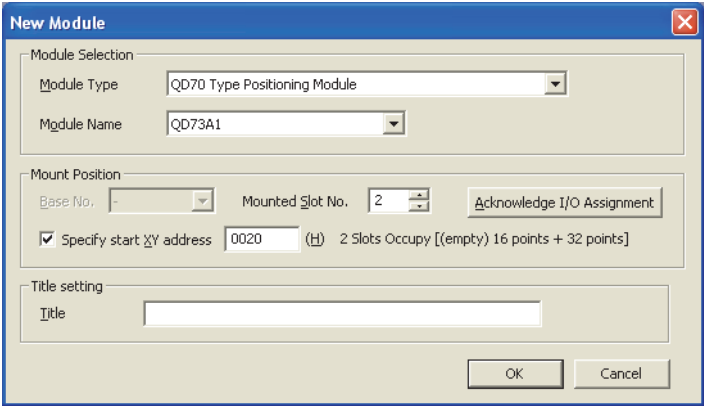 New Module
Module Selection
Module Type QD70 Type Positioning Module
Module Name QD73A1
Mount Position
Base No. - Mounted Slot No. 2 Acknowledge I/O Assignment
Specify start XY address 0020 (H) 2 Slots Occupy [(empty) 16 points + 32 points]
Title setting
Title
OK Cancel